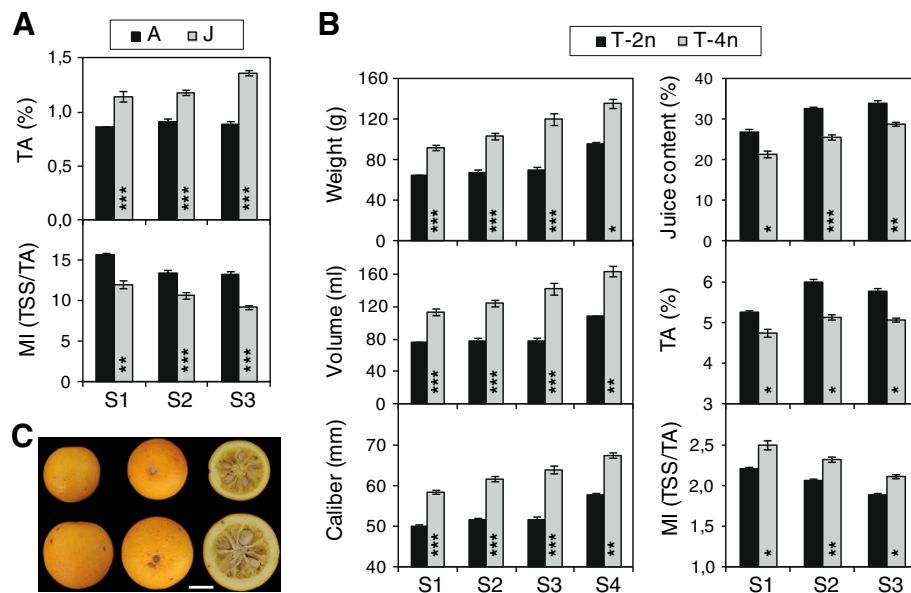 A
A J
1,5
1,0
0,5
0,0
TA (%)
*** *** ***
15
10
5
0
MI (TSS/TA)
** *** ***
S1 S2 S3
B
T-2n T-4n
160
120
80
40
0
Weight (g)
*** *** *** *
160
120
80
40
0
Volume (ml)
*** *** *** **
70
60
50
40
Caliber (mm)
*** *** *** **
S1 S2 S3 S4
40
30
20
10
0
Juice content (%)
* *** **
6
5
4
3
TA (%)
* * *
2,5
2,0
1,5
1,0
MI (TSS/TA)
* ** *
S1 S2 S3
C